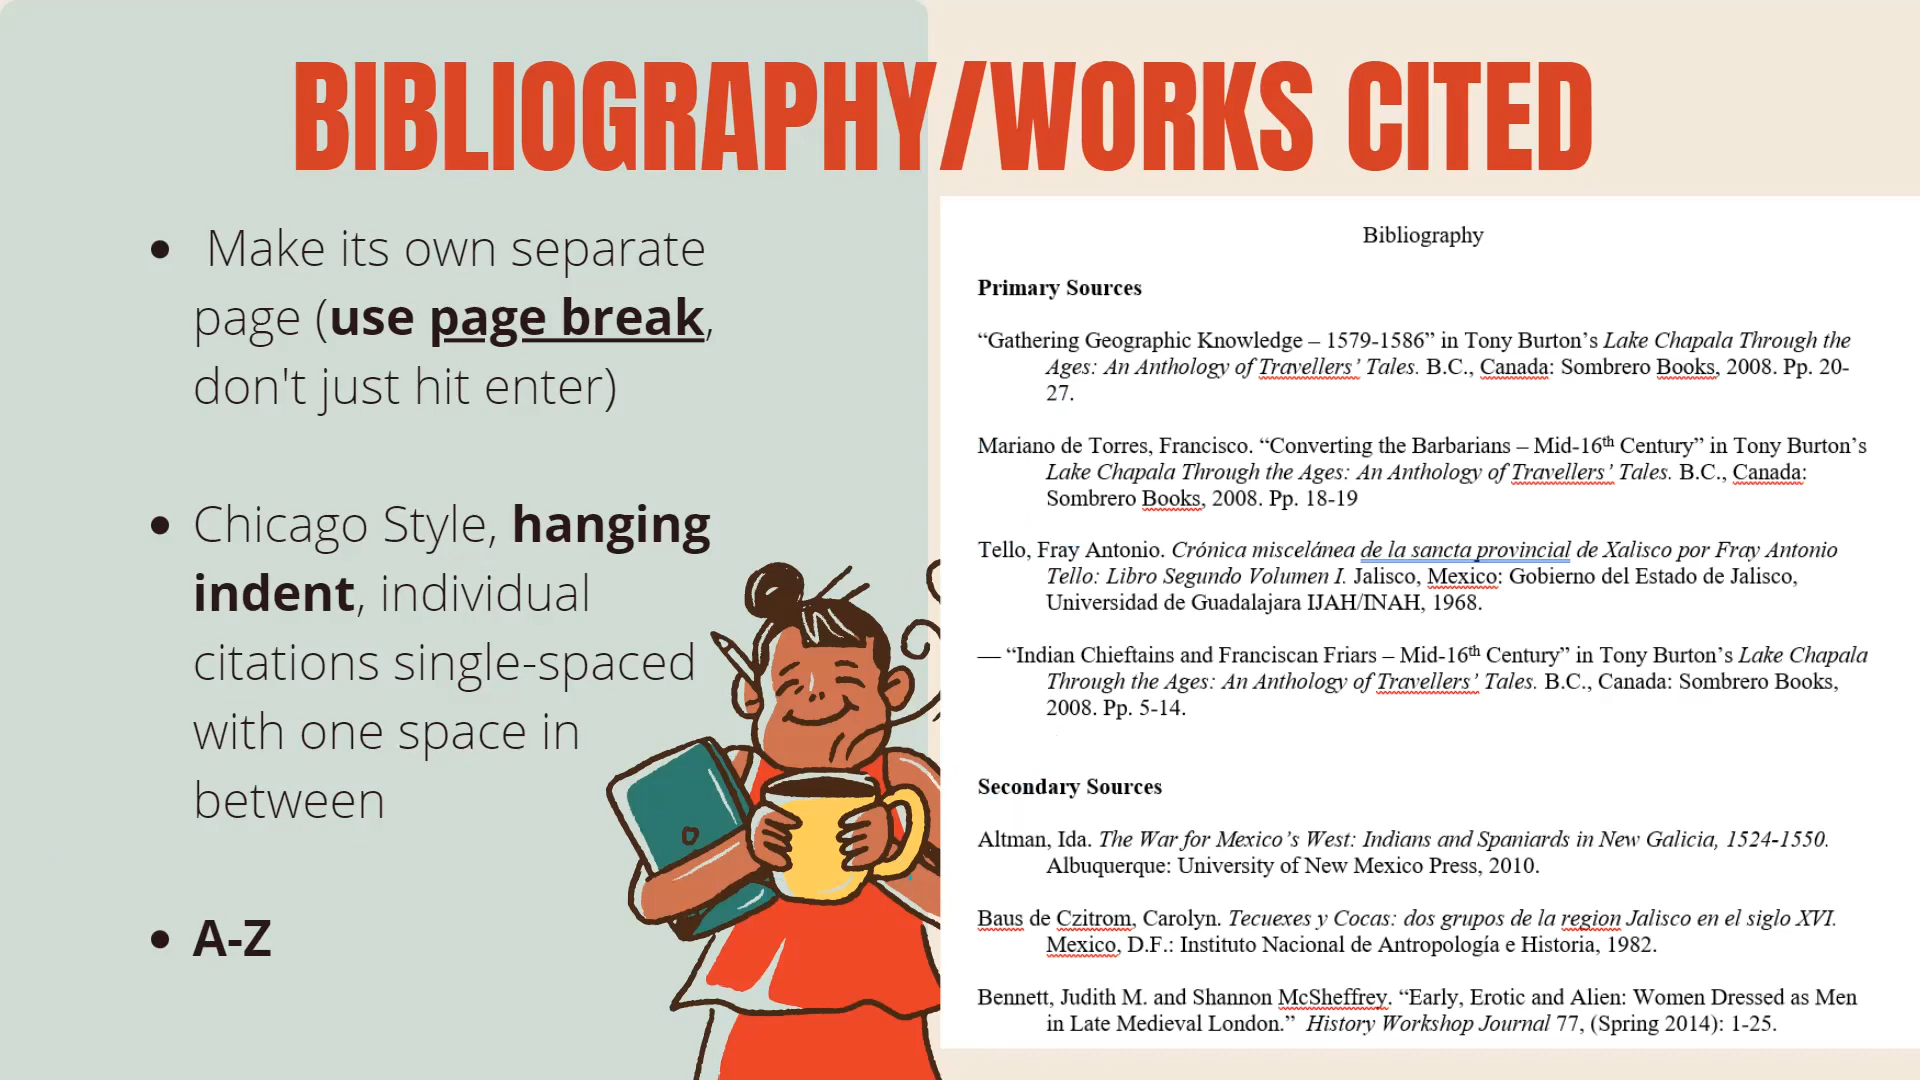 BIBLIOGRAPHY/WORKS CITED
• Make its own separate
page (use page break,
don't just hit enter)
• Chicago Style, hanging
indent, individual
citations single-spaced
with one space in
between
• A-Z
Bibliography
Primary Sources
“Gathering Geographic Knowledge – 1579-1586” in Tony Burton’s Lake Chapala Through the
Ages: An Anthology of Travellers’ Tales. B.C., Canada: Sombrero Books, 2008. Pp. 20-
27.
Mariano de Torres, Francisco. “Converting the Barbarians – Mid-16th Century” in Tony Burton’s
Lake Chapala Through the Ages: An Anthology of Travellers’ Tales. B.C., Canada:
Sombrero Books, 2008. Pp. 18-19
Tello, Fray Antonio. Crónica miscelánea de la sancta provincial de Xalisco por Fray Antonio
Tello: Libro Segundo Volumen I. Jalisco, Mexico: Gobierno del Estado de Jalisco,
Universidad de Guadalajara IJAH/INAH, 1968.
— “Indian Chieftains and Franciscan Friars – Mid-16th Century” in Tony Burton’s Lake Chapala
Through the Ages: An Anthology of Travellers’ Tales. B.C., Canada: Sombrero Books,
2008. Pp. 5-14.
Secondary Sources
Altman, Ida. The War for Mexico’s West: Indians and Spaniards in New Galicia, 1524-1550.
Albuquerque: University of New Mexico Press, 2010.
Baus de Czitrom, Carolyn. Tecuexes y Cocas: dos grupos de la region Jalisco en el siglo XVI.
Mexico, D.F.: Instituto Nacional de Antropología e Historia, 1982.
Bennett, Judith M. and Shannon McSheffrey. “Early, Erotic and Alien: Women Dressed as Men
in Late Medieval London.” History Workshop Journal 77, (Spring 2014): 1-25.